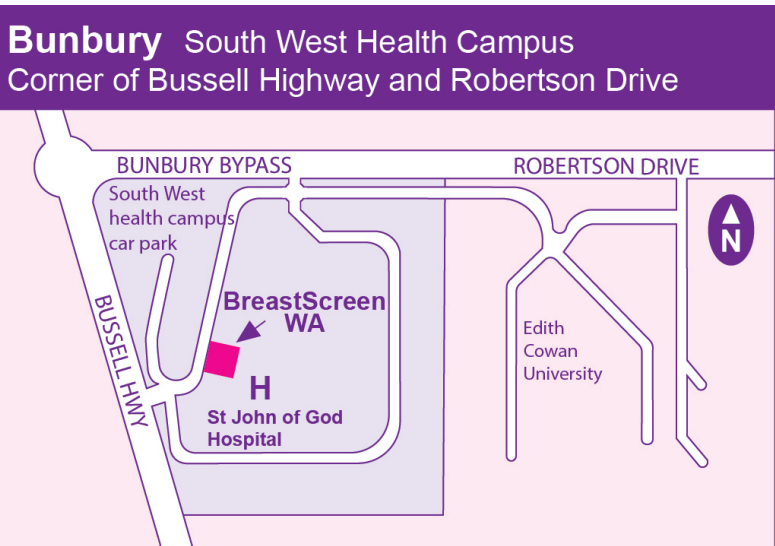 Bunbury South West Health Campus
Corner of Bussell Highway and Robertson Drive
BUNBURY BYPASS
ROBERTSON DRIVE
South West
health campus
car park
N
BUSSELL HWY
BreastScreen
WA
H
St John of God
Hospital
Edith
Cowan
University